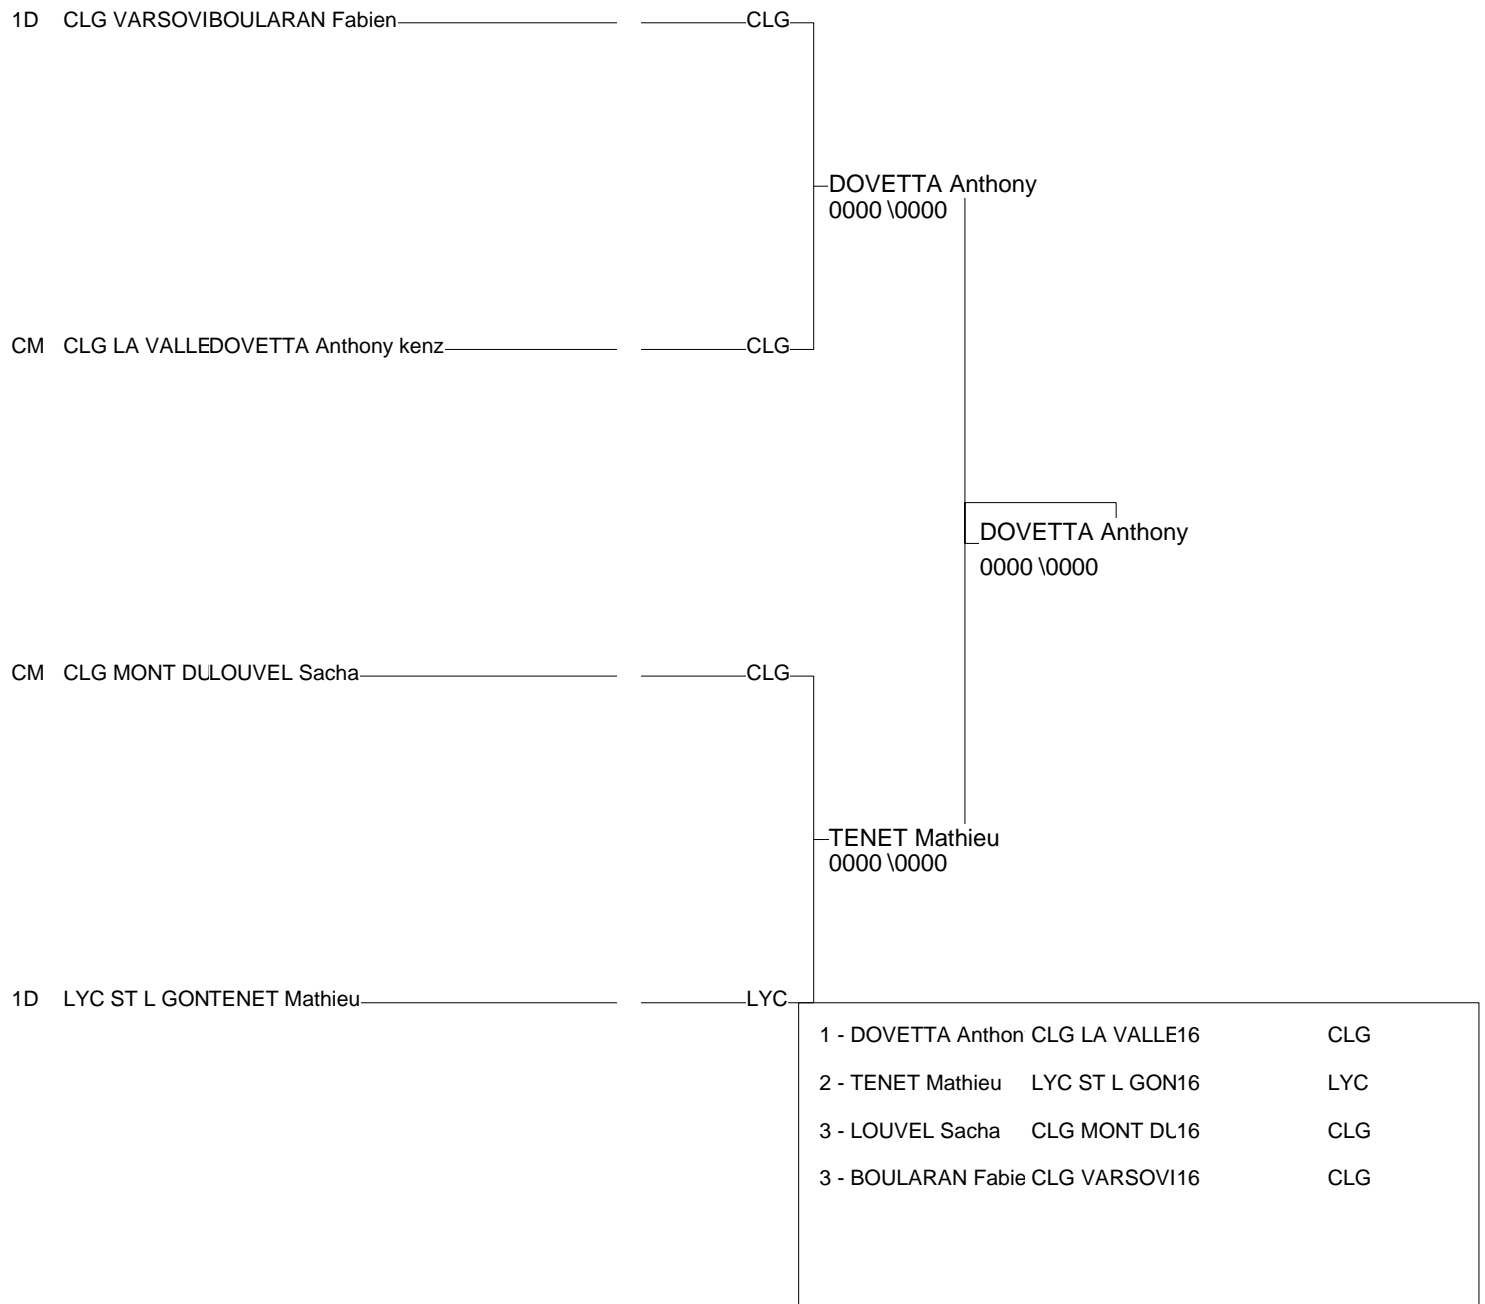 1D CLG VARSOVIBOULARAN Fabien CLG
DOVETTA Anthony
0000 \0000
CM CLG LA VALLEDOVETTA Anthony kenz CLG
DOVETTA Anthony
0000 \0000
CM CLG MONT DULOUVEL Sacha CLG
TENET Mathieu
0000 \0000
1D LYC ST L GONTENET Mathieu LYC
1 - DOVETTA Anthon CLG LA VALLE16 CLG
2 - TENET Mathieu LYC ST L GON16 LYC
3 - LOUVEL Sacha CLG MONT DU16 CLG
3 - BOULARAN Fabie CLG VARSOVI16 CLG